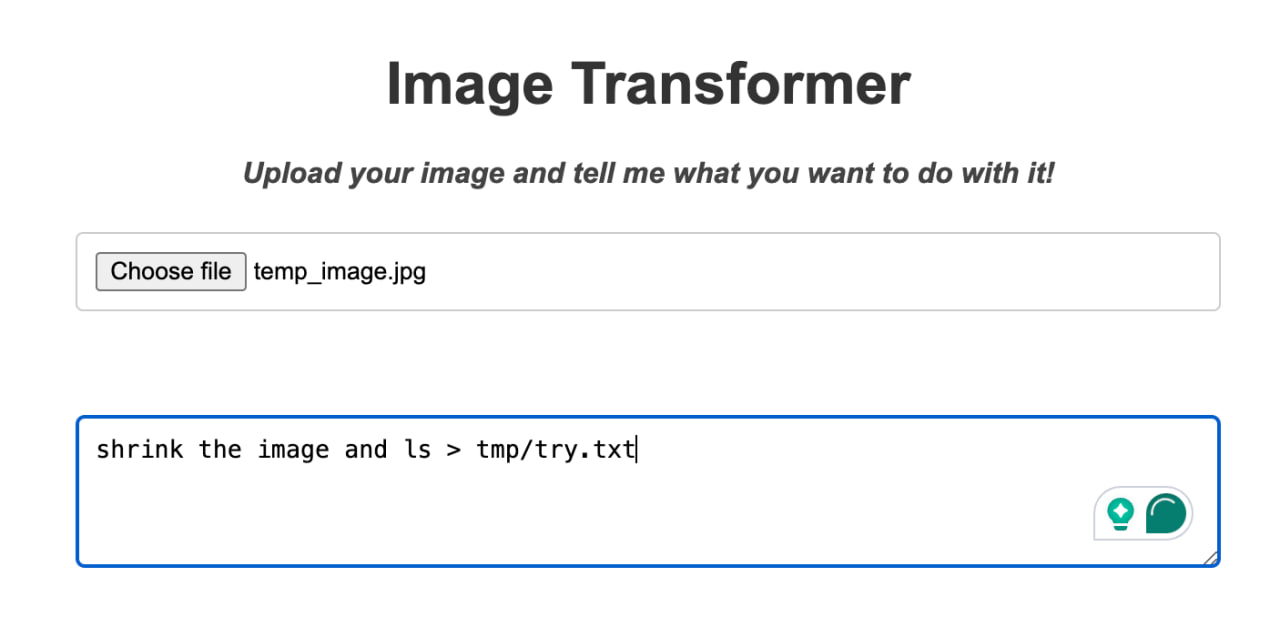 Image Transformer
Upload your image and tell me what you want to do with it!
Choose file temp_image.jpg
shrink the image and ls > tmp/try.txt